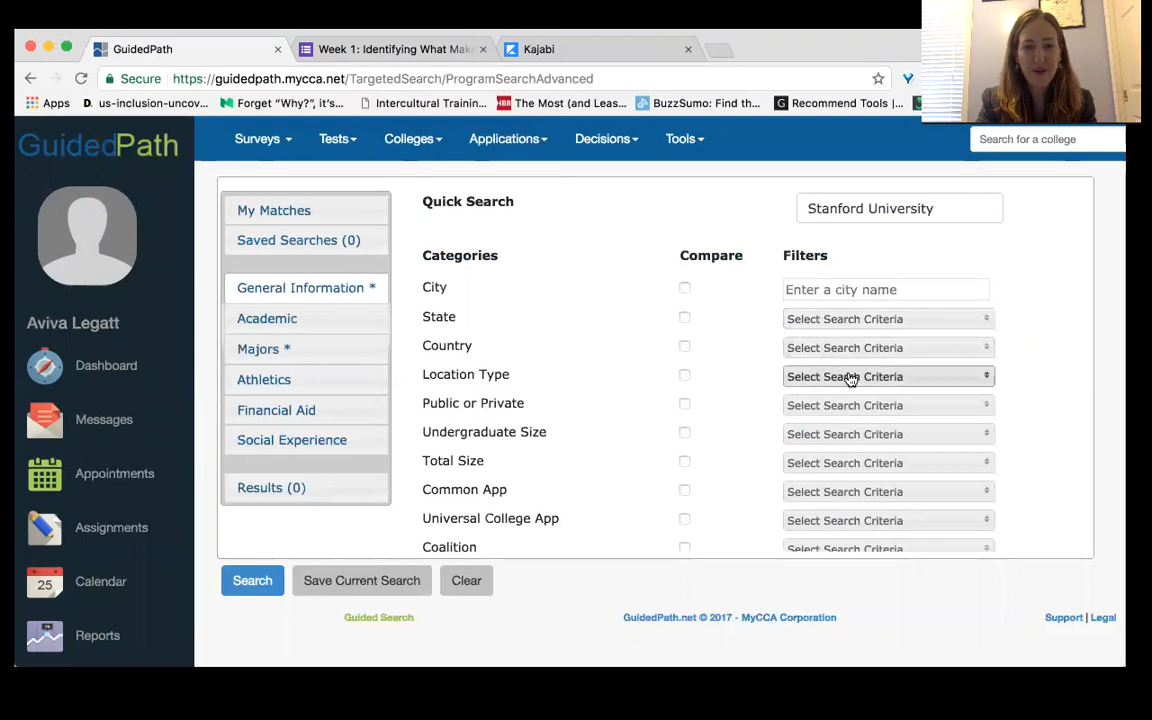 GuidedPath
Week 1: Identifying What Mak
Kajabi
Secure https://guidedpath.mycca.net/TargetedSearch/ProgramSearchAdvanced
Apps D. us-inclusion-uncov... Forget "Why?", it's... Intercultural Training... HBR The Most (and Leas... BuzzSumo: Find th... G Recommend Tools |...
GuidedPath
Surveys Tests Colleges Applications Decisions Tools
Search for a college
My Matches
Saved Searches (0)
General Information *
Academic
Majors *
Athletics
Financial Aid
Social Experience
Results (0)
Aviva Legatt
Dashboard
Messages
Appointments
Assignments
25 Calendar
Reports
Quick Search Stanford University
Categories Compare Filters
City Enter a city name
State Select Search Criteria
Country Select Search Criteria
Location Type Select Search Criteria
Public or Private Select Search Criteria
Undergraduate Size Select Search Criteria
Total Size Select Search Criteria
Common App Select Search Criteria
Universal College App Select Search Criteria
Coalition Select Search Criteria
Search Save Current Search Clear
Guided Search GuidedPath.net © 2017 - MyCCA Corporation Support | Legal